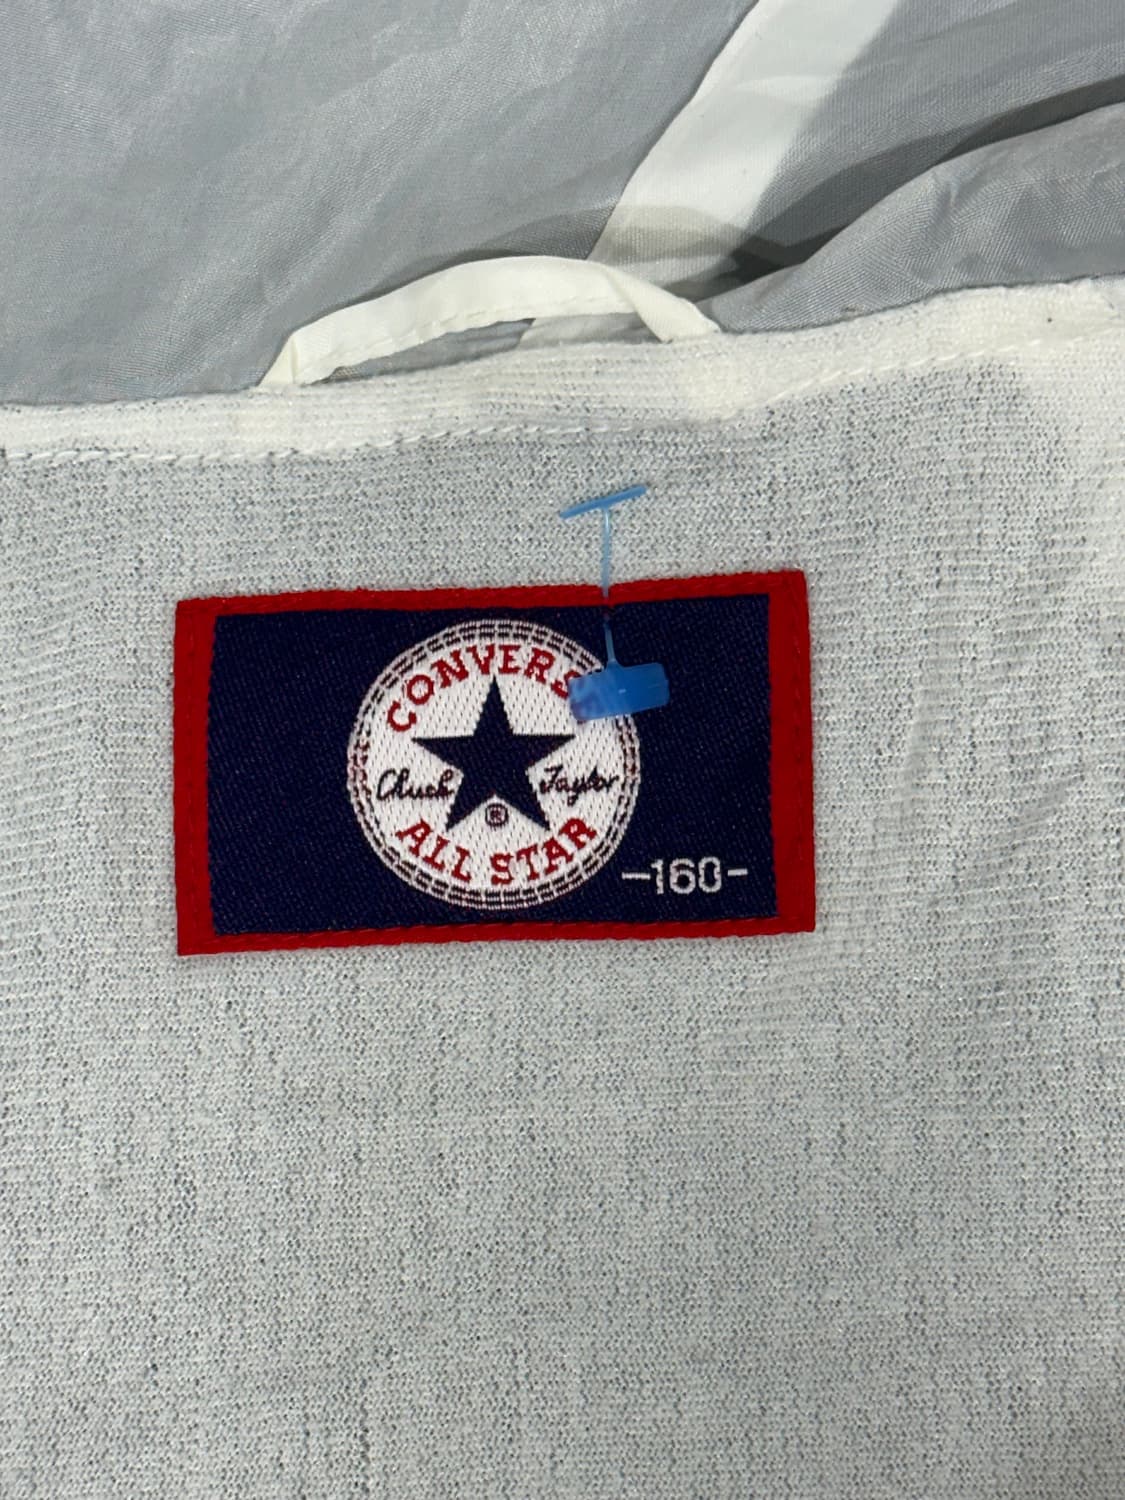 CONVERS
Chuck Taylor
®
ALL STAR
-160-